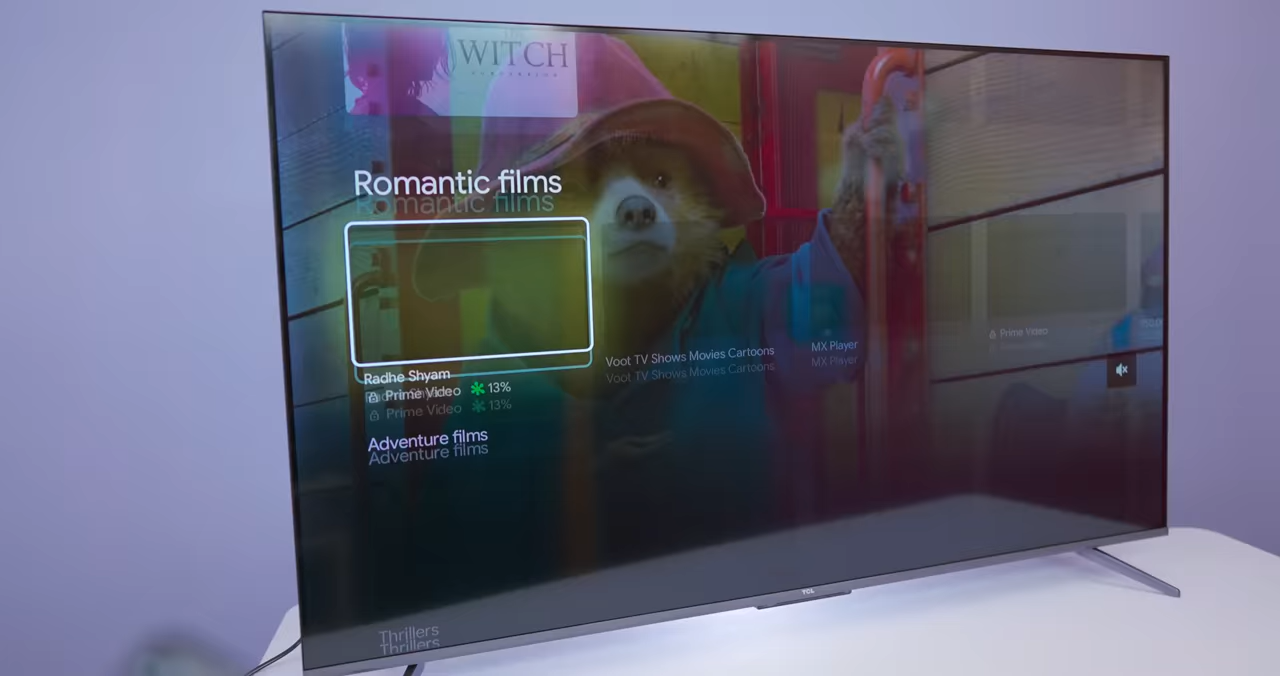 WITCH
Romantic films
Romantic films
Radhe Shyam
Prime Video 13%
Prime Video 13%
Voot TV Shows Movies Cartoons
Voot TV Shows Movies Cartoons
MX Player
MX Player
Prime Video
Adventure films
Adventure films
TCL
Thrillers
Thrillers